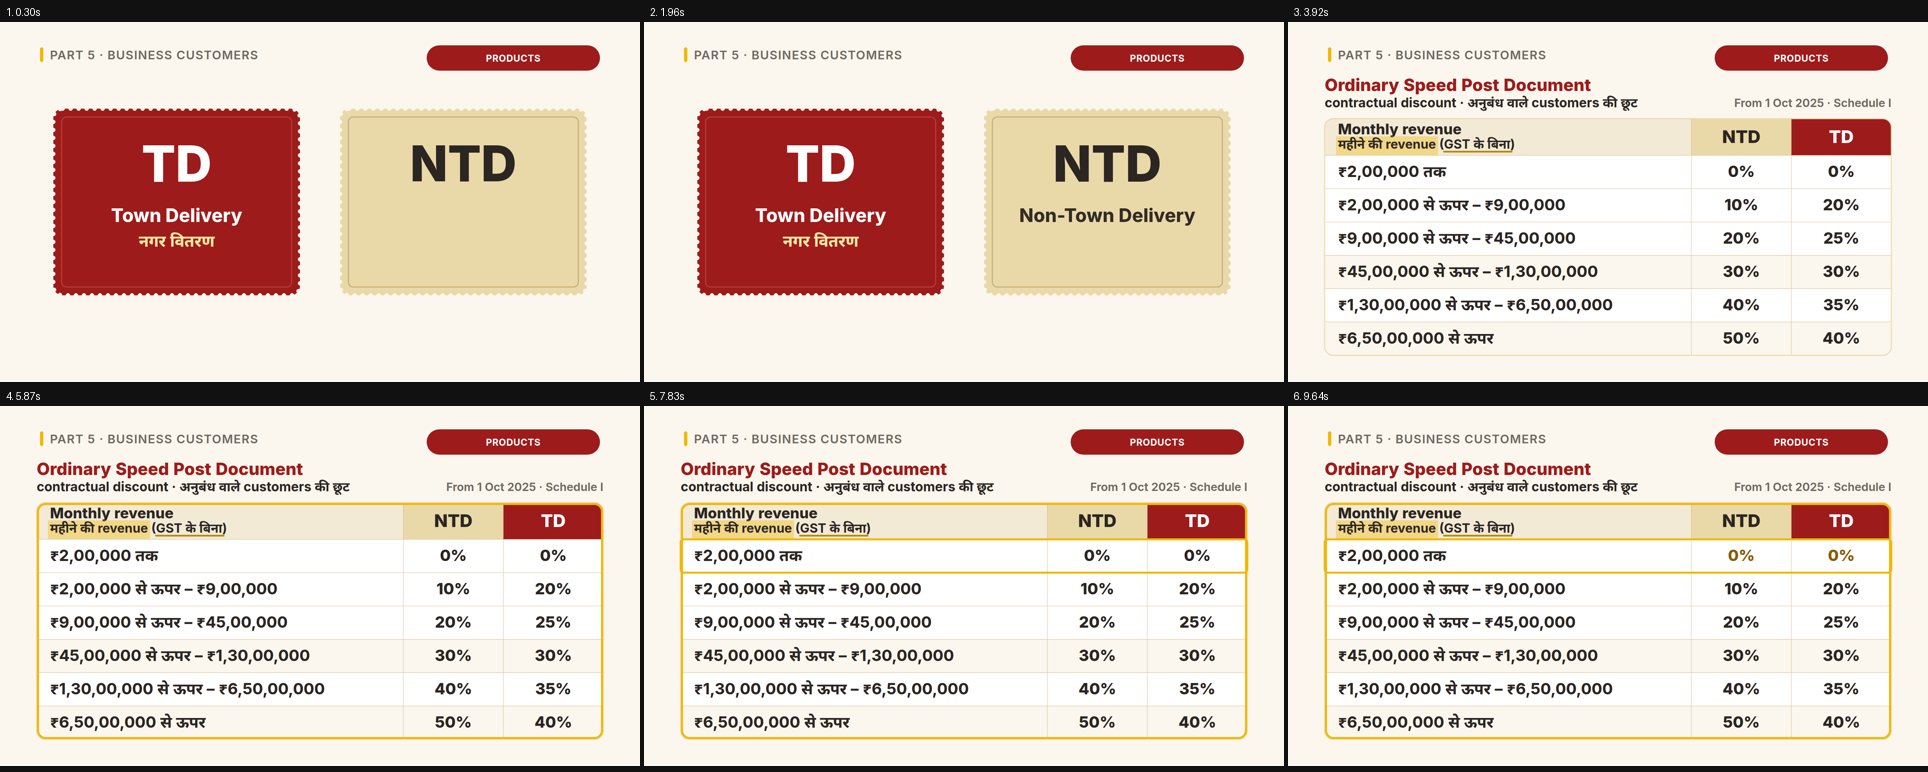 1. 0.30s
PART 5 · BUSINESS CUSTOMERS
PRODUCTS
TD
Town Delivery
नगर वितरण
NTD
2. 1.96s
PART 5 · BUSINESS CUSTOMERS
PRODUCTS
TD
Town Delivery
नगर वितरण
NTD
Non-Town Delivery
3. 3.92s
PART 5 · BUSINESS CUSTOMERS
PRODUCTS
Ordinary Speed Post Document
contractual discount · अनुबंध वाले customers की छूट
From 1 Oct 2025 · Schedule I
Monthly revenue
महीने की revenue (GST के बिना)
NTD
TD
₹2,00,000 तक 0% 0%
₹2,00,000 से ऊपर – ₹9,00,000 10% 20%
₹9,00,000 से ऊपर – ₹45,00,000 20% 25%
₹45,00,000 से ऊपर – ₹1,30,00,000 30% 30%
₹1,30,00,000 से ऊपर – ₹6,50,00,000 40% 35%
₹6,50,00,000 से ऊपर 50% 40%
4. 5.87s
PART 5 · BUSINESS CUSTOMERS
PRODUCTS
Ordinary Speed Post Document
contractual discount · अनुबंध वाले customers की छूट
From 1 Oct 2025 · Schedule I
Monthly revenue
महीने की revenue (GST के बिना)
NTD
TD
₹2,00,000 तक 0% 0%
₹2,00,000 से ऊपर – ₹9,00,000 10% 20%
₹9,00,000 से ऊपर – ₹45,00,000 20% 25%
₹45,00,000 से ऊपर – ₹1,30,00,000 30% 30%
₹1,30,00,000 से ऊपर – ₹6,50,00,000 40% 35%
₹6,50,00,000 से ऊपर 50% 40%
5. 7.83s
PART 5 · BUSINESS CUSTOMERS
PRODUCTS
Ordinary Speed Post Document
contractual discount · अनुबंध वाले customers की छूट
From 1 Oct 2025 · Schedule I
Monthly revenue
महीने की revenue (GST के बिना)
NTD
TD
₹2,00,000 तक 0% 0%
₹2,00,000 से ऊपर – ₹9,00,000 10% 20%
₹9,00,000 से ऊपर – ₹45,00,000 20% 25%
₹45,00,000 से ऊपर – ₹1,30,00,000 30% 30%
₹1,30,00,000 से ऊपर – ₹6,50,00,000 40% 35%
₹6,50,00,000 से ऊपर 50% 40%
6. 9.64s
PART 5 · BUSINESS CUSTOMERS
PRODUCTS
Ordinary Speed Post Document
contractual discount · अनुबंध वाले customers की छूट
From 1 Oct 2025 · Schedule I
Monthly revenue
महीने की revenue (GST के बिना)
NTD
TD
₹2,00,000 तक 0% 0%
₹2,00,000 से ऊपर – ₹9,00,000 10% 20%
₹9,00,000 से ऊपर – ₹45,00,000 20% 25%
₹45,00,000 से ऊपर – ₹1,30,00,000 30% 30%
₹1,30,00,000 से ऊपर – ₹6,50,00,000 40% 35%
₹6,50,00,000 से ऊपर 50% 40%